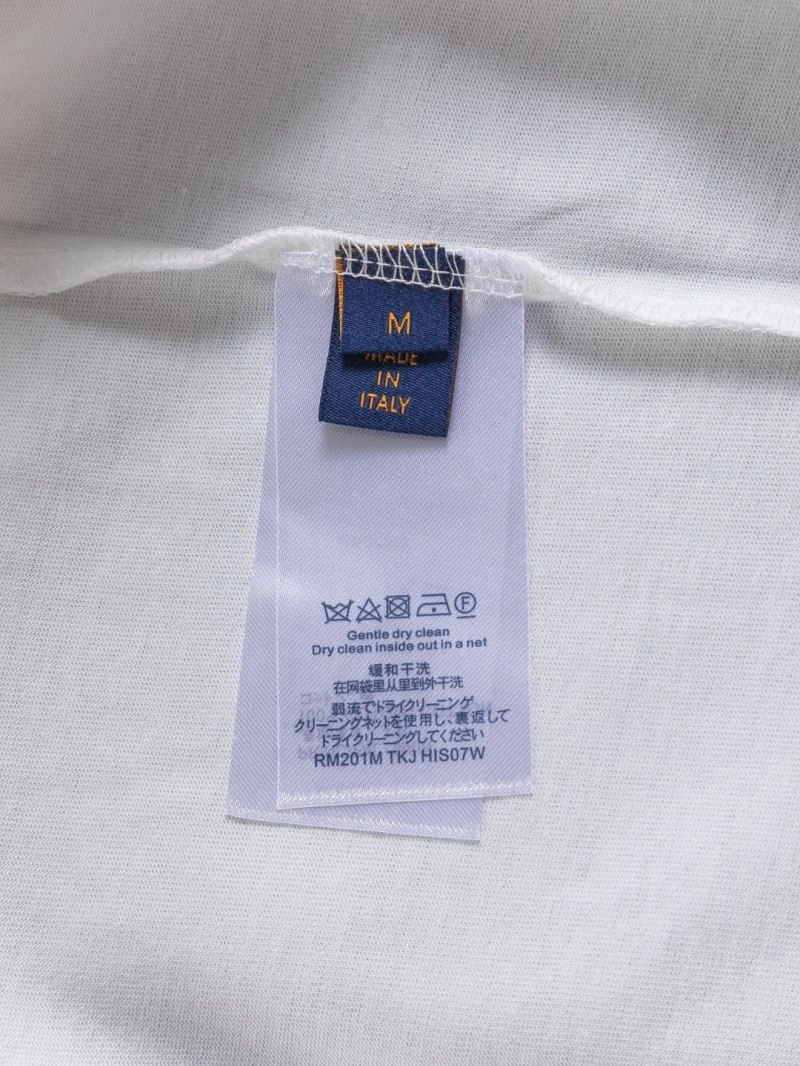 M
MADE
IN
ITALY
F
Gentle dry clean
Dry clean inside out in a net
缓和干洗
在网袋里从里到外干洗
弱流でドライクリーニング
クリーニングネットを使用し、裏返して
ドライクリーニングしてください
RM201M TKJ HIS07W